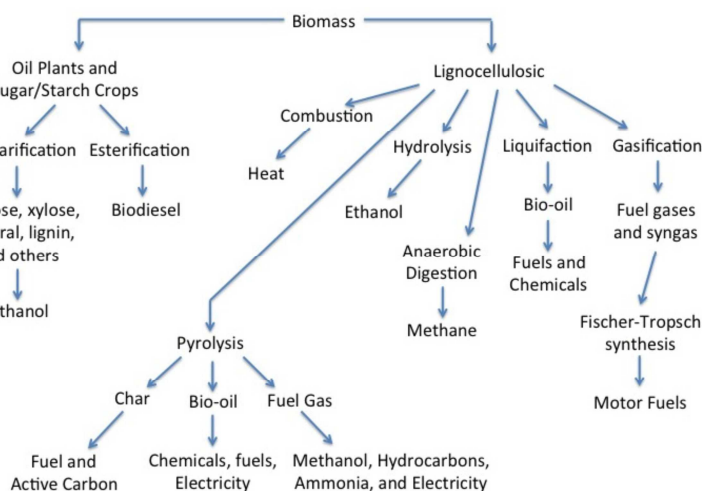 Biomass
Oil Plants and
ugar/Starch Crops
Lignocellulosic
Combustion
Heat
Hydrolysis
Ethanol
Liquifaction
Bio-oil
Fuels and
Chemicals
Gasification
Fuel gases
and syngas
Fischer-Tropsch
synthesis
Motor Fuels
arification
Esterification
Biodiesel
ose, xylose,
ral, lignin,
d others
thanol
Anaerobic
Digestion
Methane
Pyrolysis
Char
Bio-oil
Fuel Gas
Fuel and
Active Carbon
Chemicals, fuels,
Electricity
Methanol, Hydrocarbons,
Ammonia, and Electricity